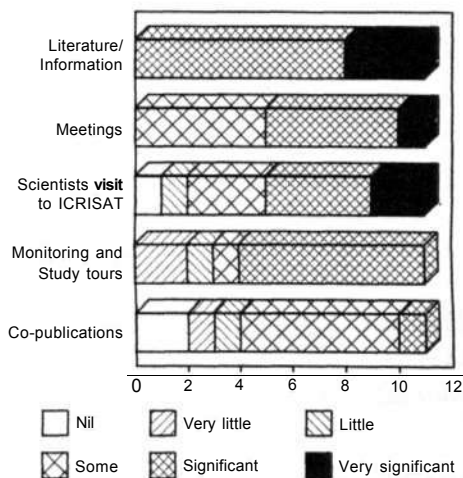 Literature/
Information
Meetings
Scientists visit
to ICRISAT
Monitoring and
Study tours
Co-publications
0 2 4 6 8 10 12
Nil Very little Little
Some Significant Very significant